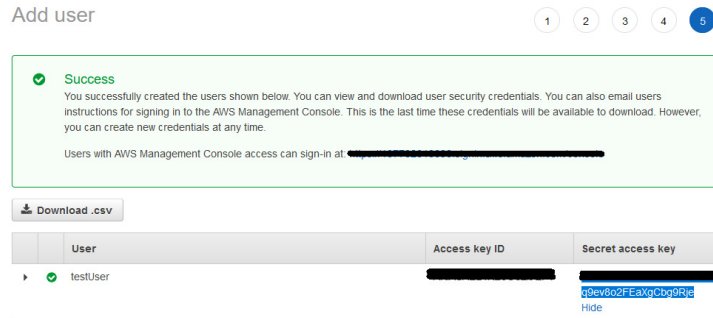 Add user
1 2 3 4 5
Success
You successfully created the users shown below. You can view and download user security credentials. You can also email users
instructions for signing in to the AWS Management Console. This is the last time these credentials will be available to download. However,
you can create new credentials at any time.
Users with AWS Management Console access can sign-in at:
Download .csv
User Access key ID Secret access key
testUser
q9ev8o2FEaXgCbg9Rje
Hide